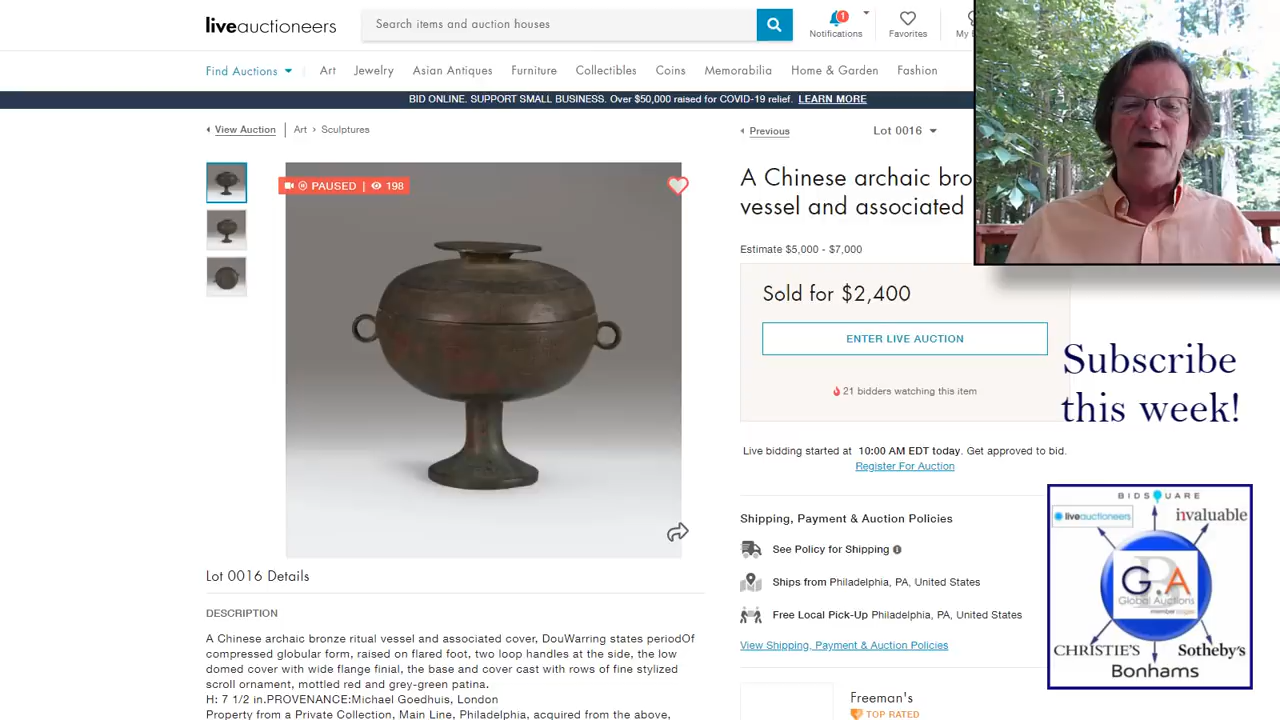 liveauctioneers
Search items and auction houses
1
Notifications
Favorites
My
Find Auctions
Art
Jewelry
Asian Antiques
Furniture
Collectibles
Coins
Memorabilia
Home & Garden
Fashion
BID ONLINE. SUPPORT SMALL BUSINESS. Over $50,000 raised for COVID-19 relief. LEARN MORE
View Auction
Art > Sculptures
Previous
Lot 0016
PAUSED | 198
A Chinese archaic bro
vessel and associated
Estimate $5,000 - $7,000
Sold for $2,400
ENTER LIVE AUCTION
21 bidders watching this item
Live bidding started at 10:00 AM EDT today. Get approved to bid.
Register For Auction
Shipping, Payment & Auction Policies
See Policy for Shipping
Ships from Philadelphia, PA, United States
Free Local Pick-Up Philadelphia, PA, United States
View Shipping, Payment & Auction Policies
Freeman's
TOP RATED
Lot 0016 Details
DESCRIPTION
A Chinese archaic bronze ritual vessel and associated cover, DouWarring states periodOf
compressed globular form, raised on flared foot, two loop handles at the side, the low
domed cover with wide flange finial, the base and cover cast with rows of fine stylized
scroll ornament, mottled red and grey-green patina.
H: 7 1/2 in.PROVENANCE:Michael Goedhuis, London
Property from a Private Collection, Main Line, Philadelphia, acquired from the above,
Subscribe
this week!
BIDSQUARE
liveauctioneers
invaluable
G.A
Global Auctions
CHRISTIE'S
Sotheby's
Bonhams